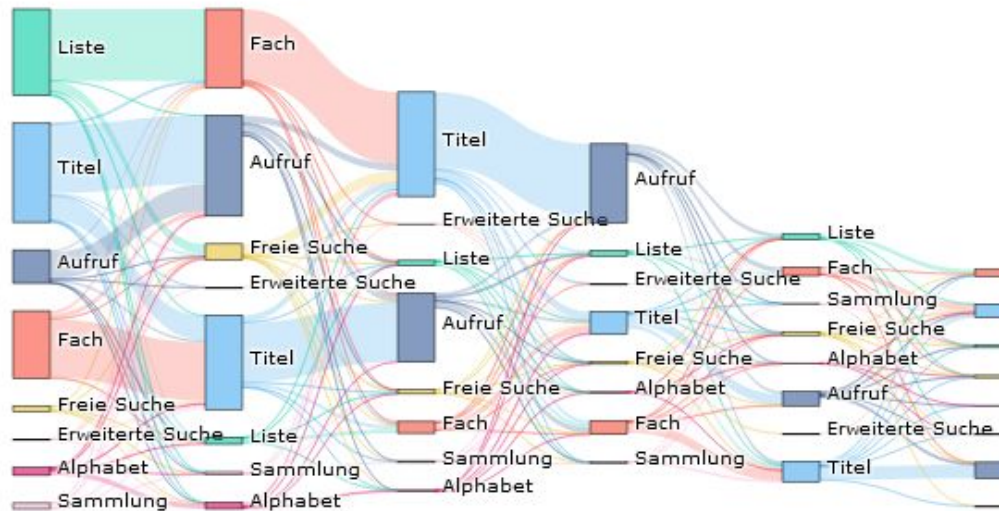 Liste
Titel
Aufruf
Fach
Freie Suche
Erweiterte Suche
Alphabet
Sammlung
Fach
Aufruf
Freie Suche
Erweiterte Suche
Titel
Liste
Sammlung
Alphabet
Titel
Erweiterte Suche
Liste
Aufruf
Freie Suche
Fach
Sammlung
Alphabet
Aufruf
Liste
Erweiterte Suche
Titel
Freie Suche
Alphabet
Fach
Sammlung
Liste
Fach
Sammlung
Freie Suche
Alphabet
Aufruf
Erweiterte Suche
Titel